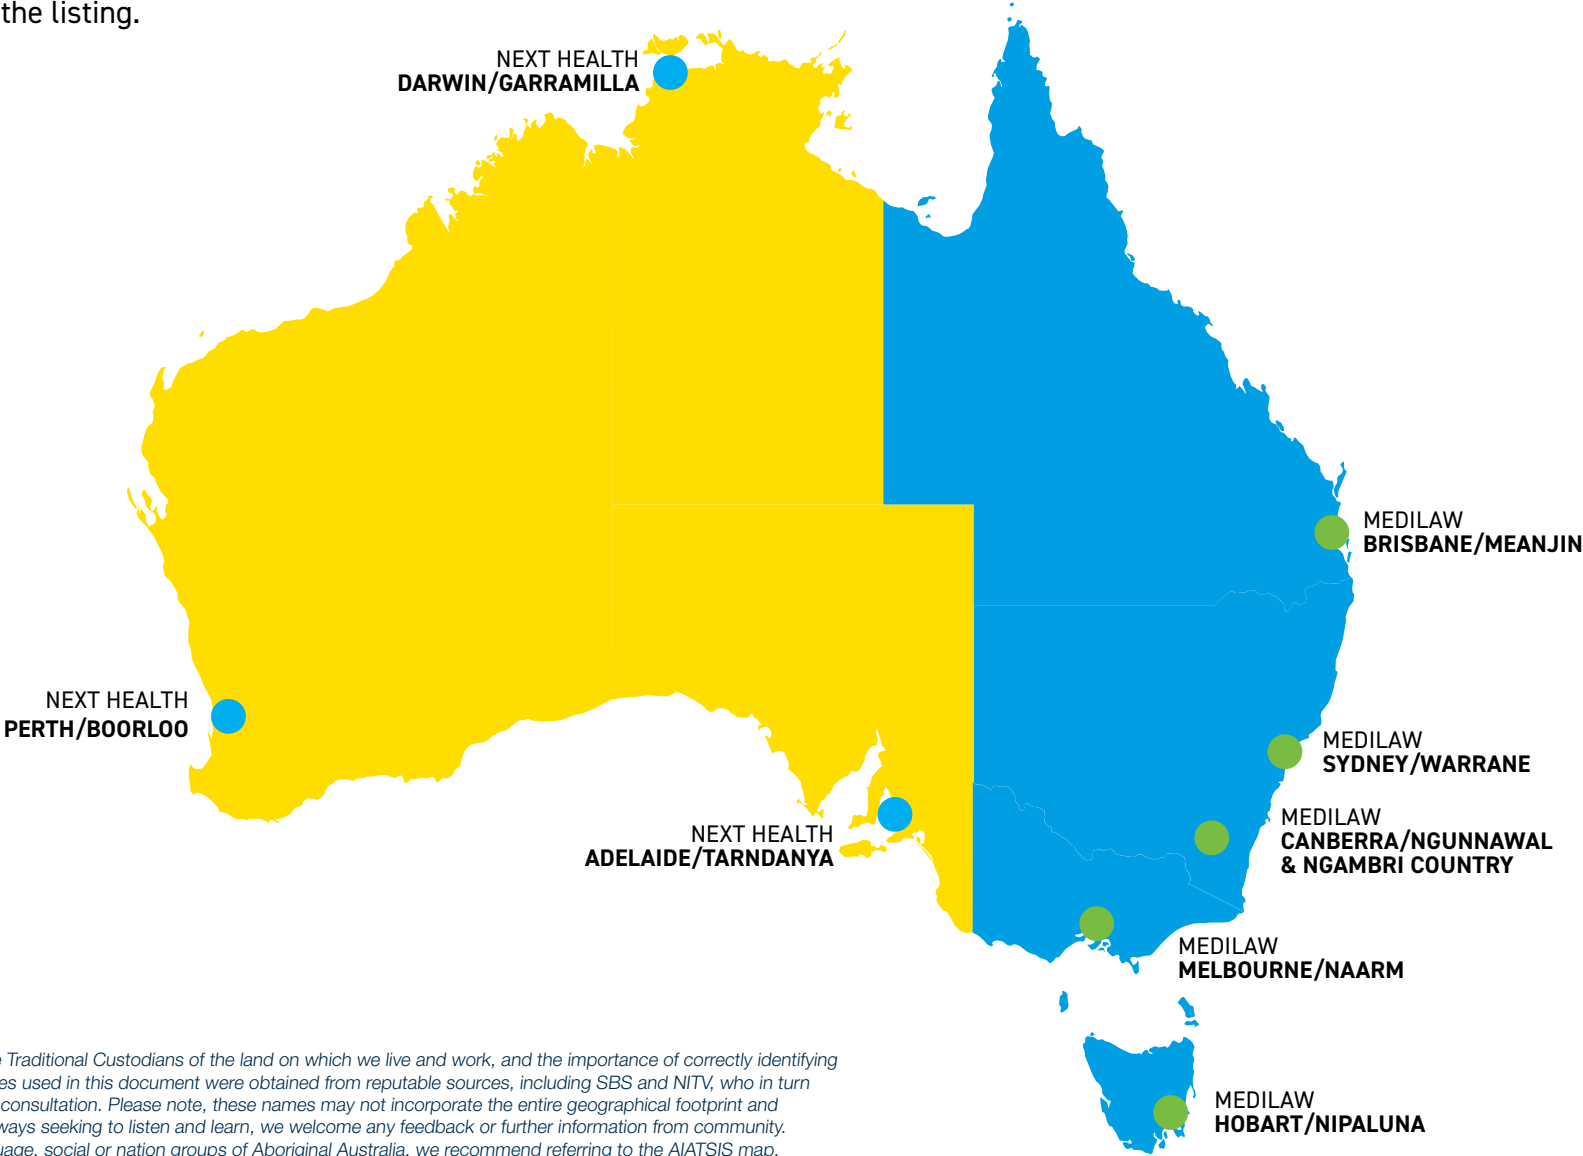 the listing.
NEXT HEALTH
DARWIN/GARRAMILLA
MEDILAW
BRISBANE/MEANJIN
NEXT HEALTH
PERTH/BOORLOO
MEDILAW
SYDNEY/WARRANE
MEDILAW
CANBERRA/NGUNNAWAL
& NGAMBRI COUNTRY
NEXT HEALTH
ADELAIDE/TARNDANYA
MEDILAW
MELBOURNE/NAARM
MEDILAW
HOBART/NIPALUNA
Traditional Custodians of the land on which we live and work, and the importance of correctly identifying
es used in this document were obtained from reputable sources, including SBS and NITV, who in turn
consultation. Please note, these names may not incorporate the entire geographical footprint and
ways seeking to listen and learn, we welcome any feedback or further information from community.
uage, social or nation groups of Aboriginal Australia, we recommend referring to the AIATSIS map.